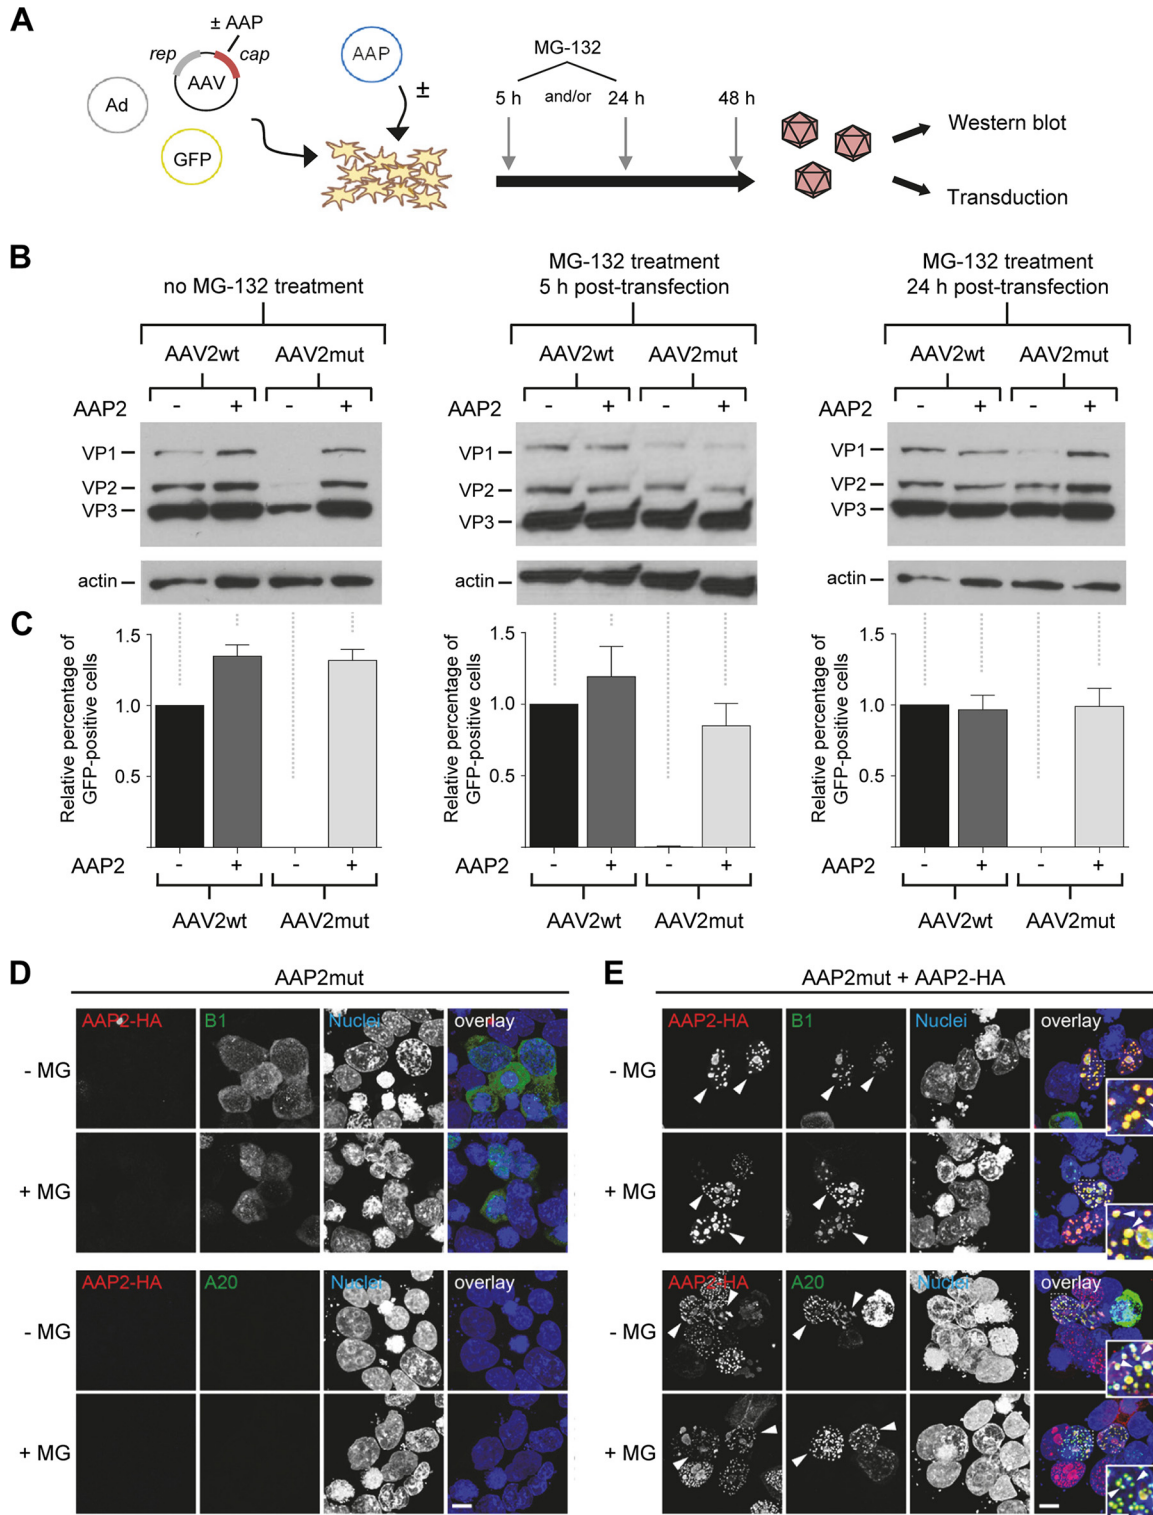 A
± AAP
rep
cap
AAV
Ad
GFP
AAP
±
MG-132
5 h
and/or
24 h
48 h
Western blot
Transduction
B
no MG-132 treatment
MG-132 treatment
5 h post-transfection
MG-132 treatment
24 h post-transfection
AAV2wt AAV2mut
AAV2wt AAV2mut
AAV2wt AAV2mut
AAP2 - + - +
AAP2 - + - +
AAP2 - + - +
VP1
VP2
VP3
actin
VP1
VP2
VP3
actin
VP1
VP2
VP3
actin
C
Relative percentage of
GFP-positive cells
1.5
1.0
0.5
AAP2 - + - +
AAV2wt AAV2mut
Relative percentage of
GFP-positive cells
1.5
1.0
0.5
AAP2 - + - +
AAV2wt AAV2mut
Relative percentage of
GFP-positive cells
1.5
1.0
0.5
AAP2 - + - +
AAV2wt AAV2mut
D
AAP2mut
AAP2-HA B1 Nuclei overlay
- MG
+ MG
AAP2-HA A20 Nuclei overlay
- MG
+ MG
E
AAP2mut + AAP2-HA
AAP2-HA B1 Nuclei overlay
- MG
+ MG
AAP2-HA A20 Nuclei overlay
- MG
+ MG